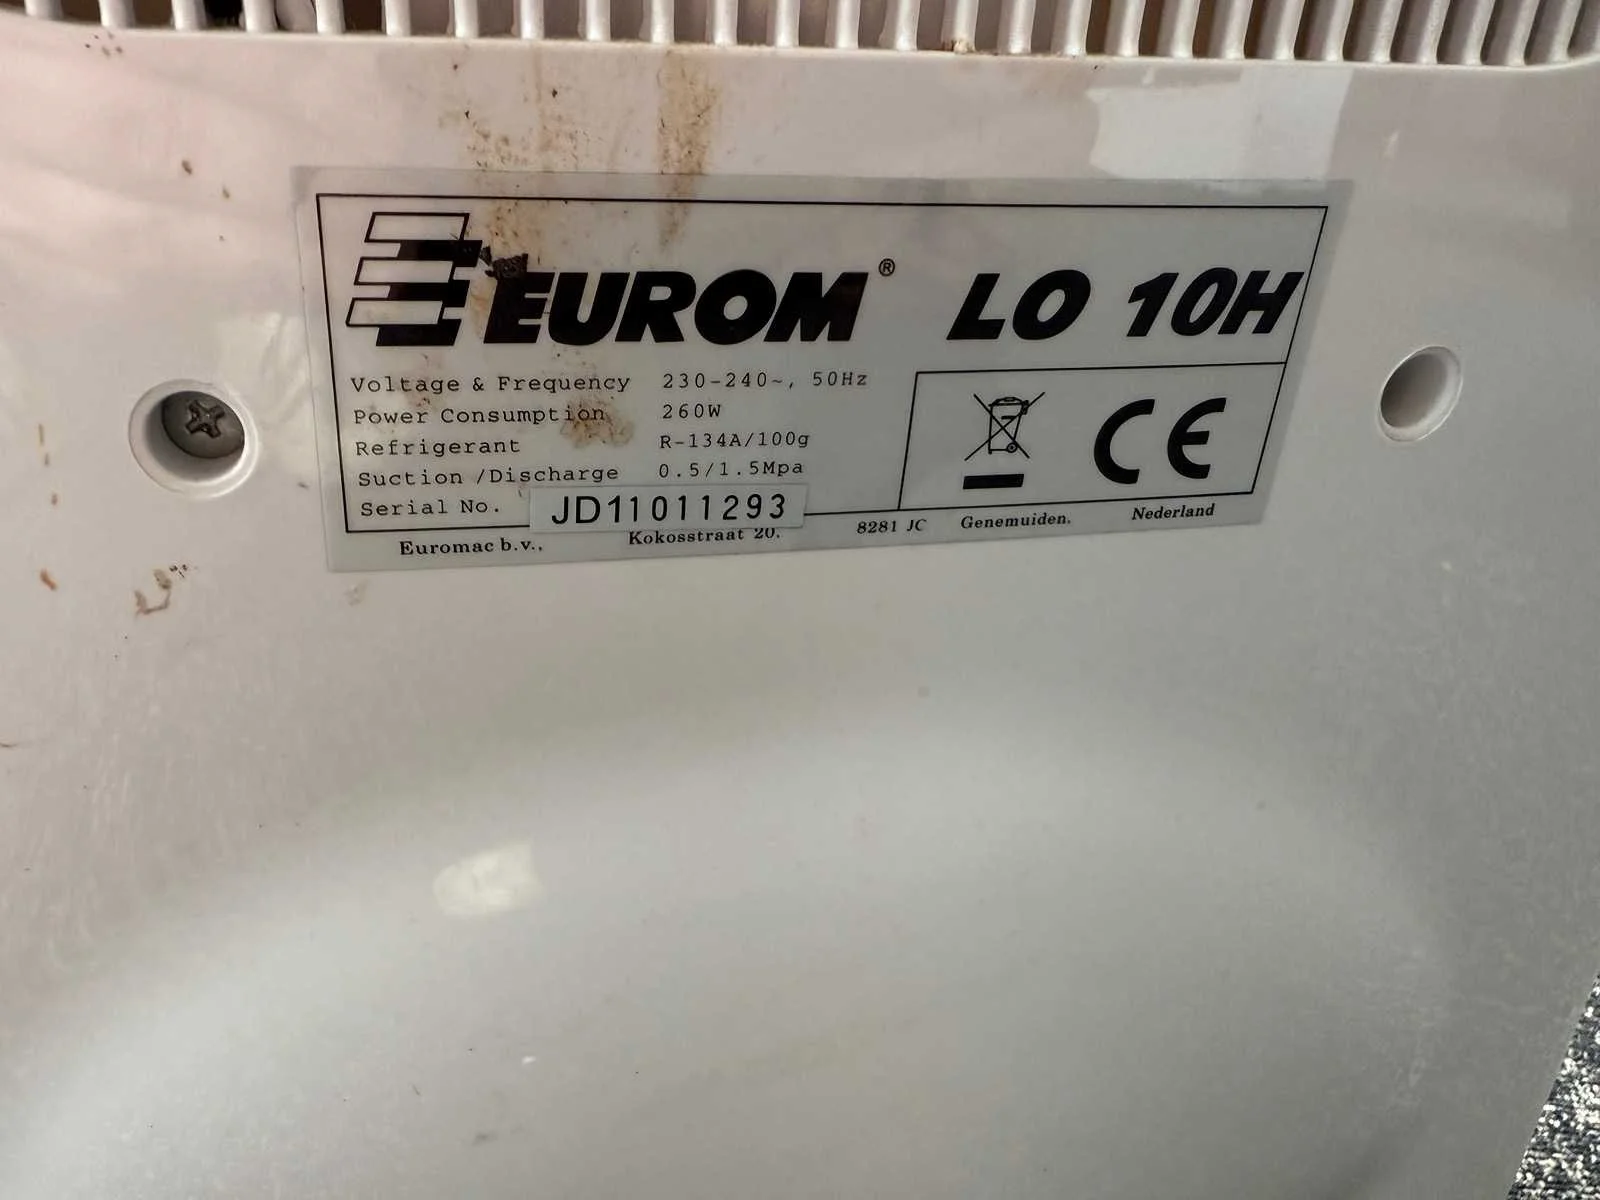 EUROM® LO 10H
Voltage & Frequency 230-240~, 50Hz
Power Consumption 260W
Refrigerant R-134A/100g
Suction /Discharge 0.5/1.5Mpa
Serial No. JD11011293
CE
Euromac b.v., Kokosstraat 20. 8281 JC Genemuiden. Nederland